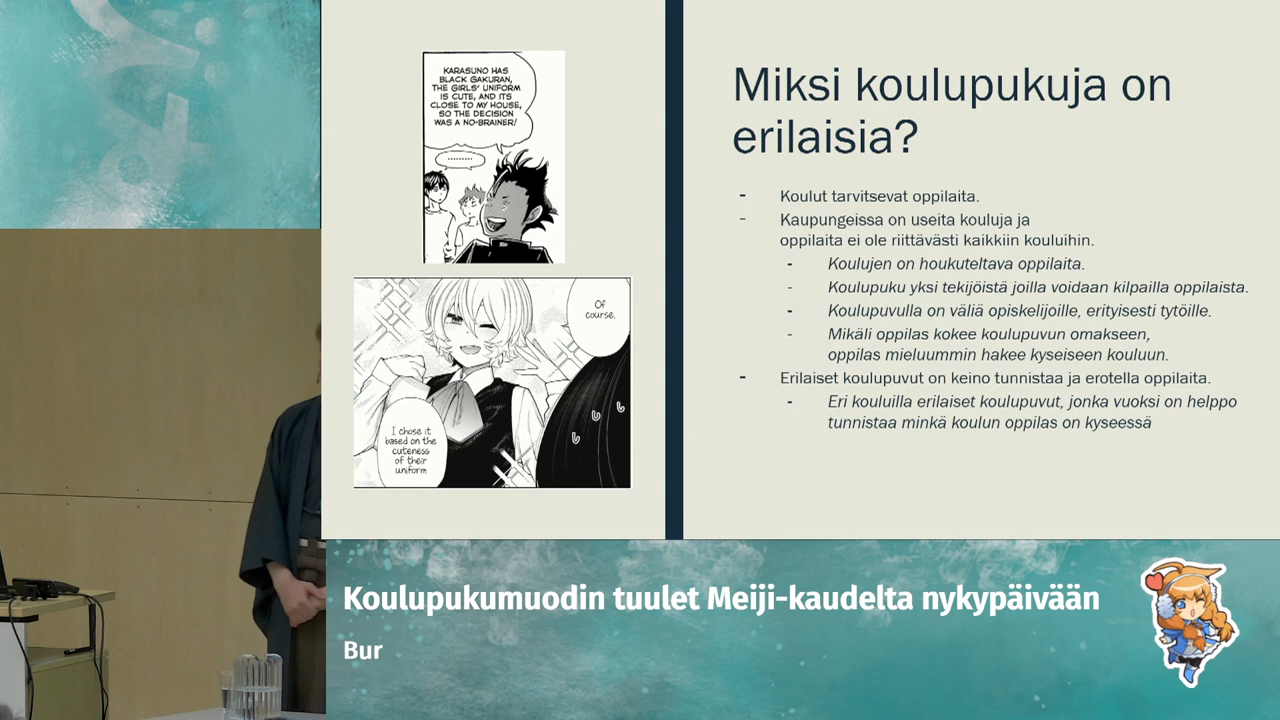 KARASUNO HAS
BLACK GAKURAN,
THE GIRLS' UNIFORM
IS CUTE, AND ITS
CLOSE TO MY HOUSE,
SO THE DECISION
WAS A NO-BRAINER!
.........
Of
course.
I chose it
based on the
cuteness
of their
uniform
Miksi koulupukuja on
erilaisia?
- Koulut tarvitsevat oppilaita.
- Kaupungeissa on useita kouluja ja
oppilaita ei ole riittävästi kaikkiin kouluihin.
- Koulujen on houkuteltava oppilaita.
- Koulupuku yksi tekijöistä joilla voidaan kilpailla oppilaista.
- Koulupuvulla on väliä opiskelijoille, erityisesti tytöille.
- Mikäli oppilas kokee koulupuvun omakseen,
oppilas mieluummin hakee kyseiseen kouluun.
- Erilaiset koulupuvut on keino tunnistaa ja erotella oppilaita.
- Eri kouluilla erilaiset koulupuvut, jonka vuoksi on helppo
tunnistaa minkä koulun oppilas on kyseessä
Koulupukumuodin tuulet Meiji-kaudelta nykypäivään
Bur